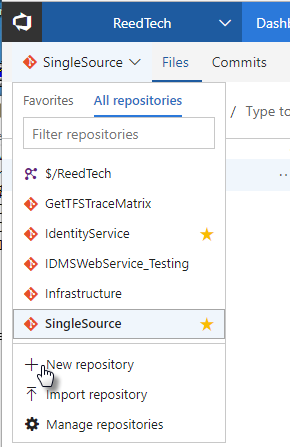 ReedTech Dashb
SingleSource Files Commits
Favorites All repositories
Filter repositories / Type to
$/ReedTech
GetTFSTraceMatrix
IdentityService
IDMSWebService_Testing
Infrastructure
SingleSource
New repository
Import repository
Manage repositories